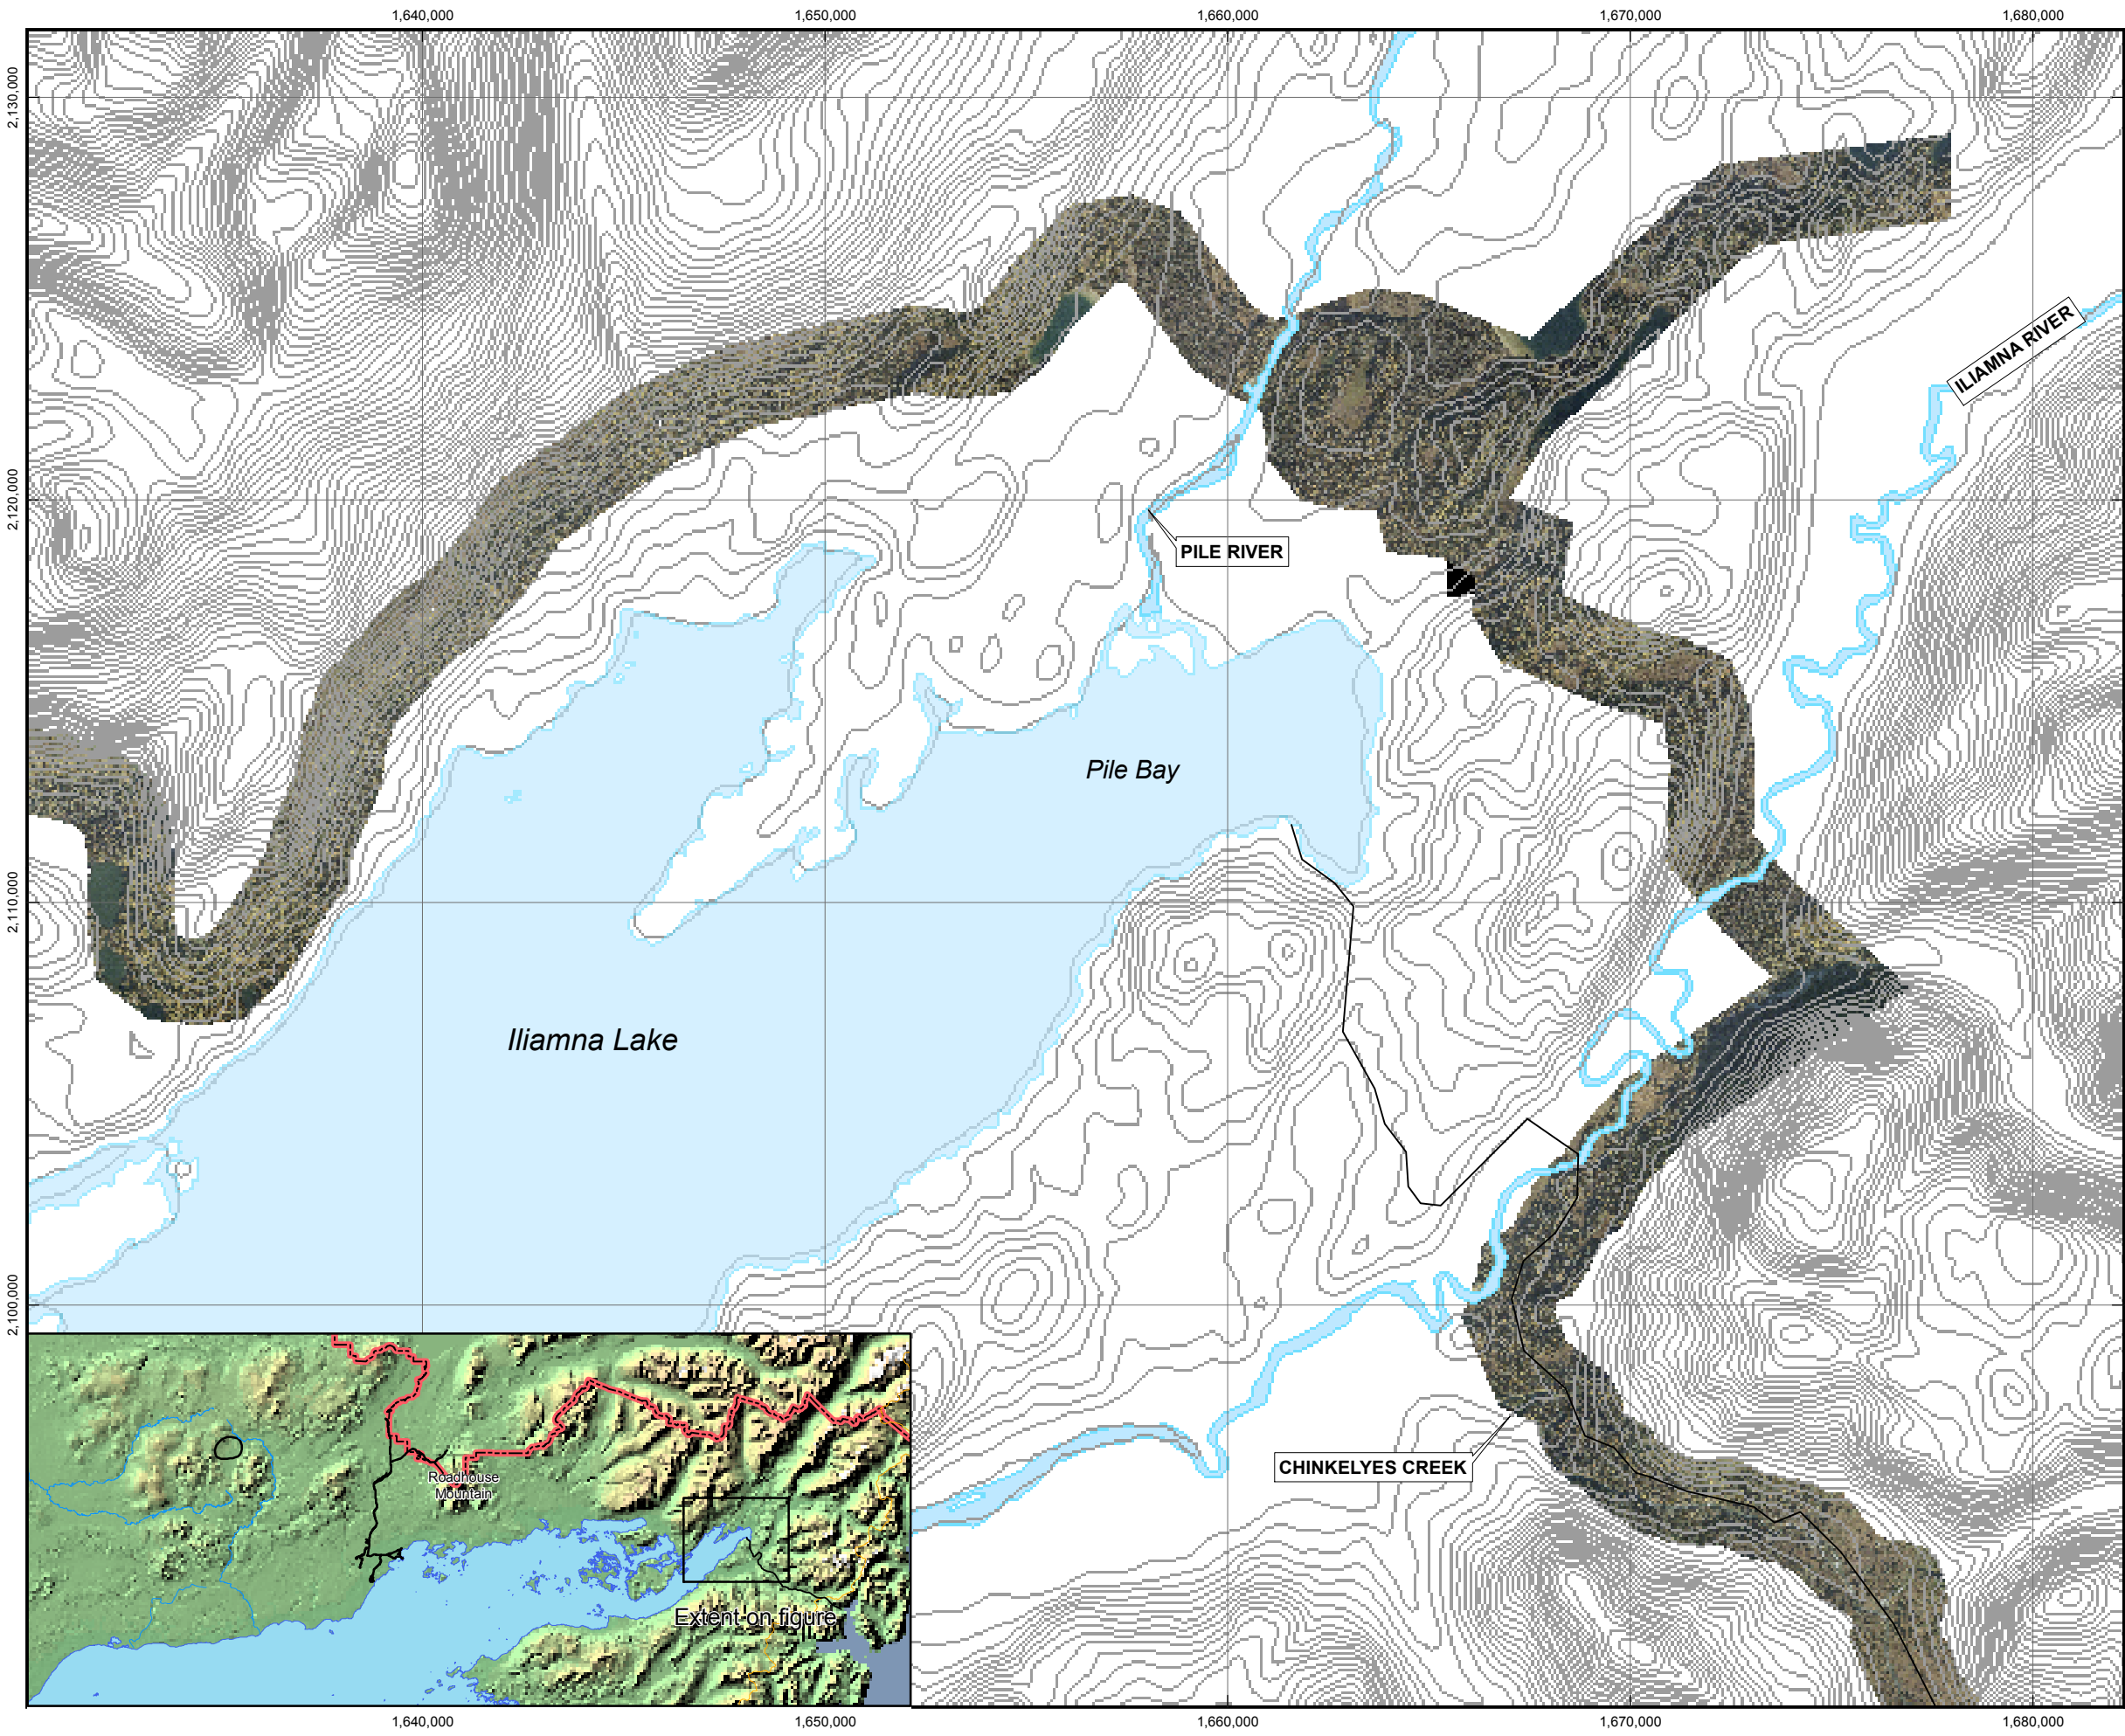 1,640,000 1,650,000 1,660,000 1,670,000 1,680,000
2,130,000
ILIAMNA RIVER
2,120,000
PILE RIVER
Pile Bay
2,110,000
Iliamna Lake
2,100,000
CHINKELYES CREEK
Roadhouse
Mountain
Extent on figure
1,640,000 1,650,000 1,660,000 1,670,000 1,680,000